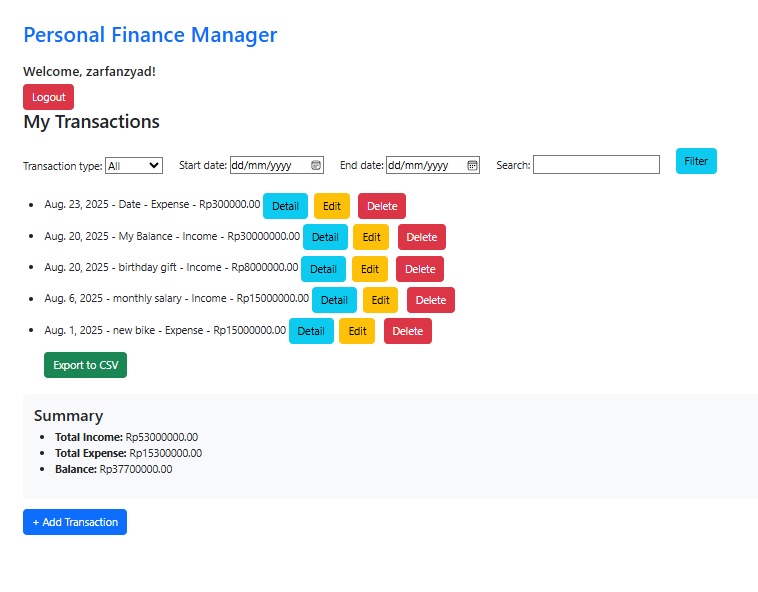 Personal Finance Manager
Welcome, zarfanzyad!
Logout
My Transactions
Transaction type: All Start date: dd/mm/yyyy End date: dd/mm/yyyy Search: Filter
Aug. 23, 2025 - Date - Expense - Rp300000.00 Detail Edit Delete
Aug. 20, 2025 - My Balance - Income - Rp30000000.00 Detail Edit Delete
Aug. 20, 2025 - birthday gift - Income - Rp8000000.00 Detail Edit Delete
Aug. 6, 2025 - monthly salary - Income - Rp15000000.00 Detail Edit Delete
Aug. 1, 2025 - new bike - Expense - Rp15000000.00 Detail Edit Delete
Export to CSV
Summary
Total Income: Rp53000000.00
Total Expense: Rp15300000.00
Balance: Rp37700000.00
+ Add Transaction